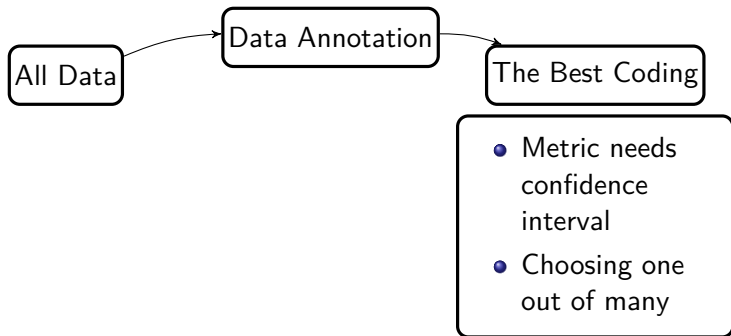 All Data
Data Annotation
The Best Coding
Metric needs
confidence
interval
Choosing one
out of many